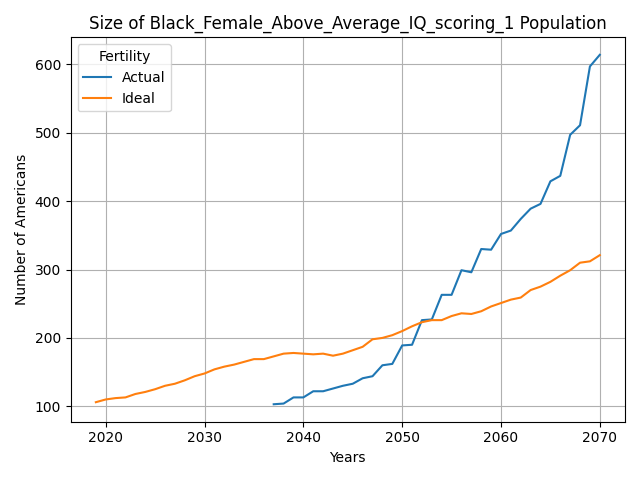 Size of Black_Female_Above_Average_IQ_scoring_1 Population
Fertility
Actual
Ideal
600
500
400
300
200
100
Number of Americans
2020 2030 2040 2050 2060 2070
Years